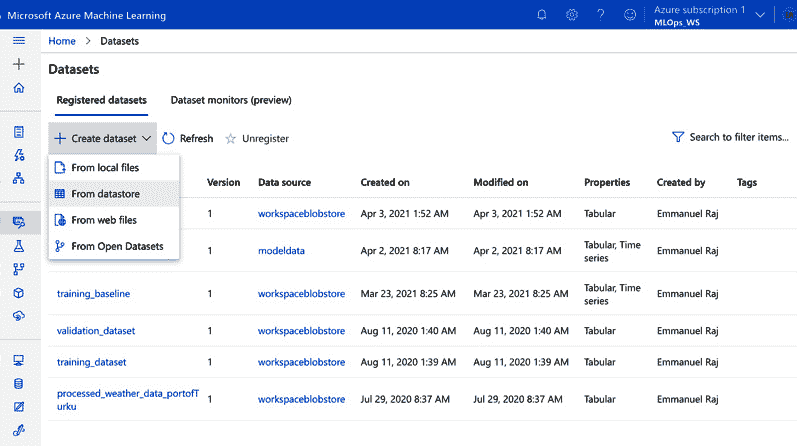 Microsoft Azure Machine Learning
Azure subscription 1
MLOps_WS
Home > Datasets
Datasets
Registered datasets Dataset monitors (preview)
Create dataset Refresh Unregister Search to filter items...
From local files
From datastore
From web files
From Open Datasets
Version Data source Created on Modified on Properties Created by Tags
1 workspaceblobstore Apr 3, 2021 1:52 AM Apr 3, 2021 1:52 AM Tabular Emmanuel Raj
1 modeldata Apr 2, 2021 8:17 AM Apr 2, 2021 8:17 AM Tabular, Time
series Emmanuel Raj
training_baseline 1 workspaceblobstore Mar 23, 2021 8:25 AM Mar 23, 2021 8:25 AM Tabular, Time
series Emmanuel Raj
validation_dataset 1 workspaceblobstore Aug 11, 2020 1:40 AM Aug 11, 2020 1:40 AM Tabular Emmanuel Raj
training_dataset 1 workspaceblobstore Aug 11, 2020 1:39 AM Aug 11, 2020 1:39 AM Tabular Emmanuel Raj
processed_weather_data_portofT
urku 1 workspaceblobstore Jul 29, 2020 8:37 AM Jul 29, 2020 8:37 AM Tabular Emmanuel Raj